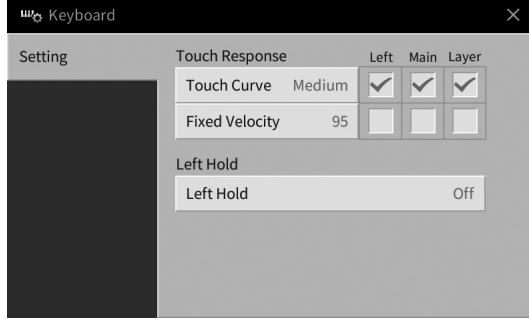 Keyboard
Setting
Touch Response Left Main Layer
Touch Curve Medium
Fixed Velocity 95
Left Hold
Left Hold Off